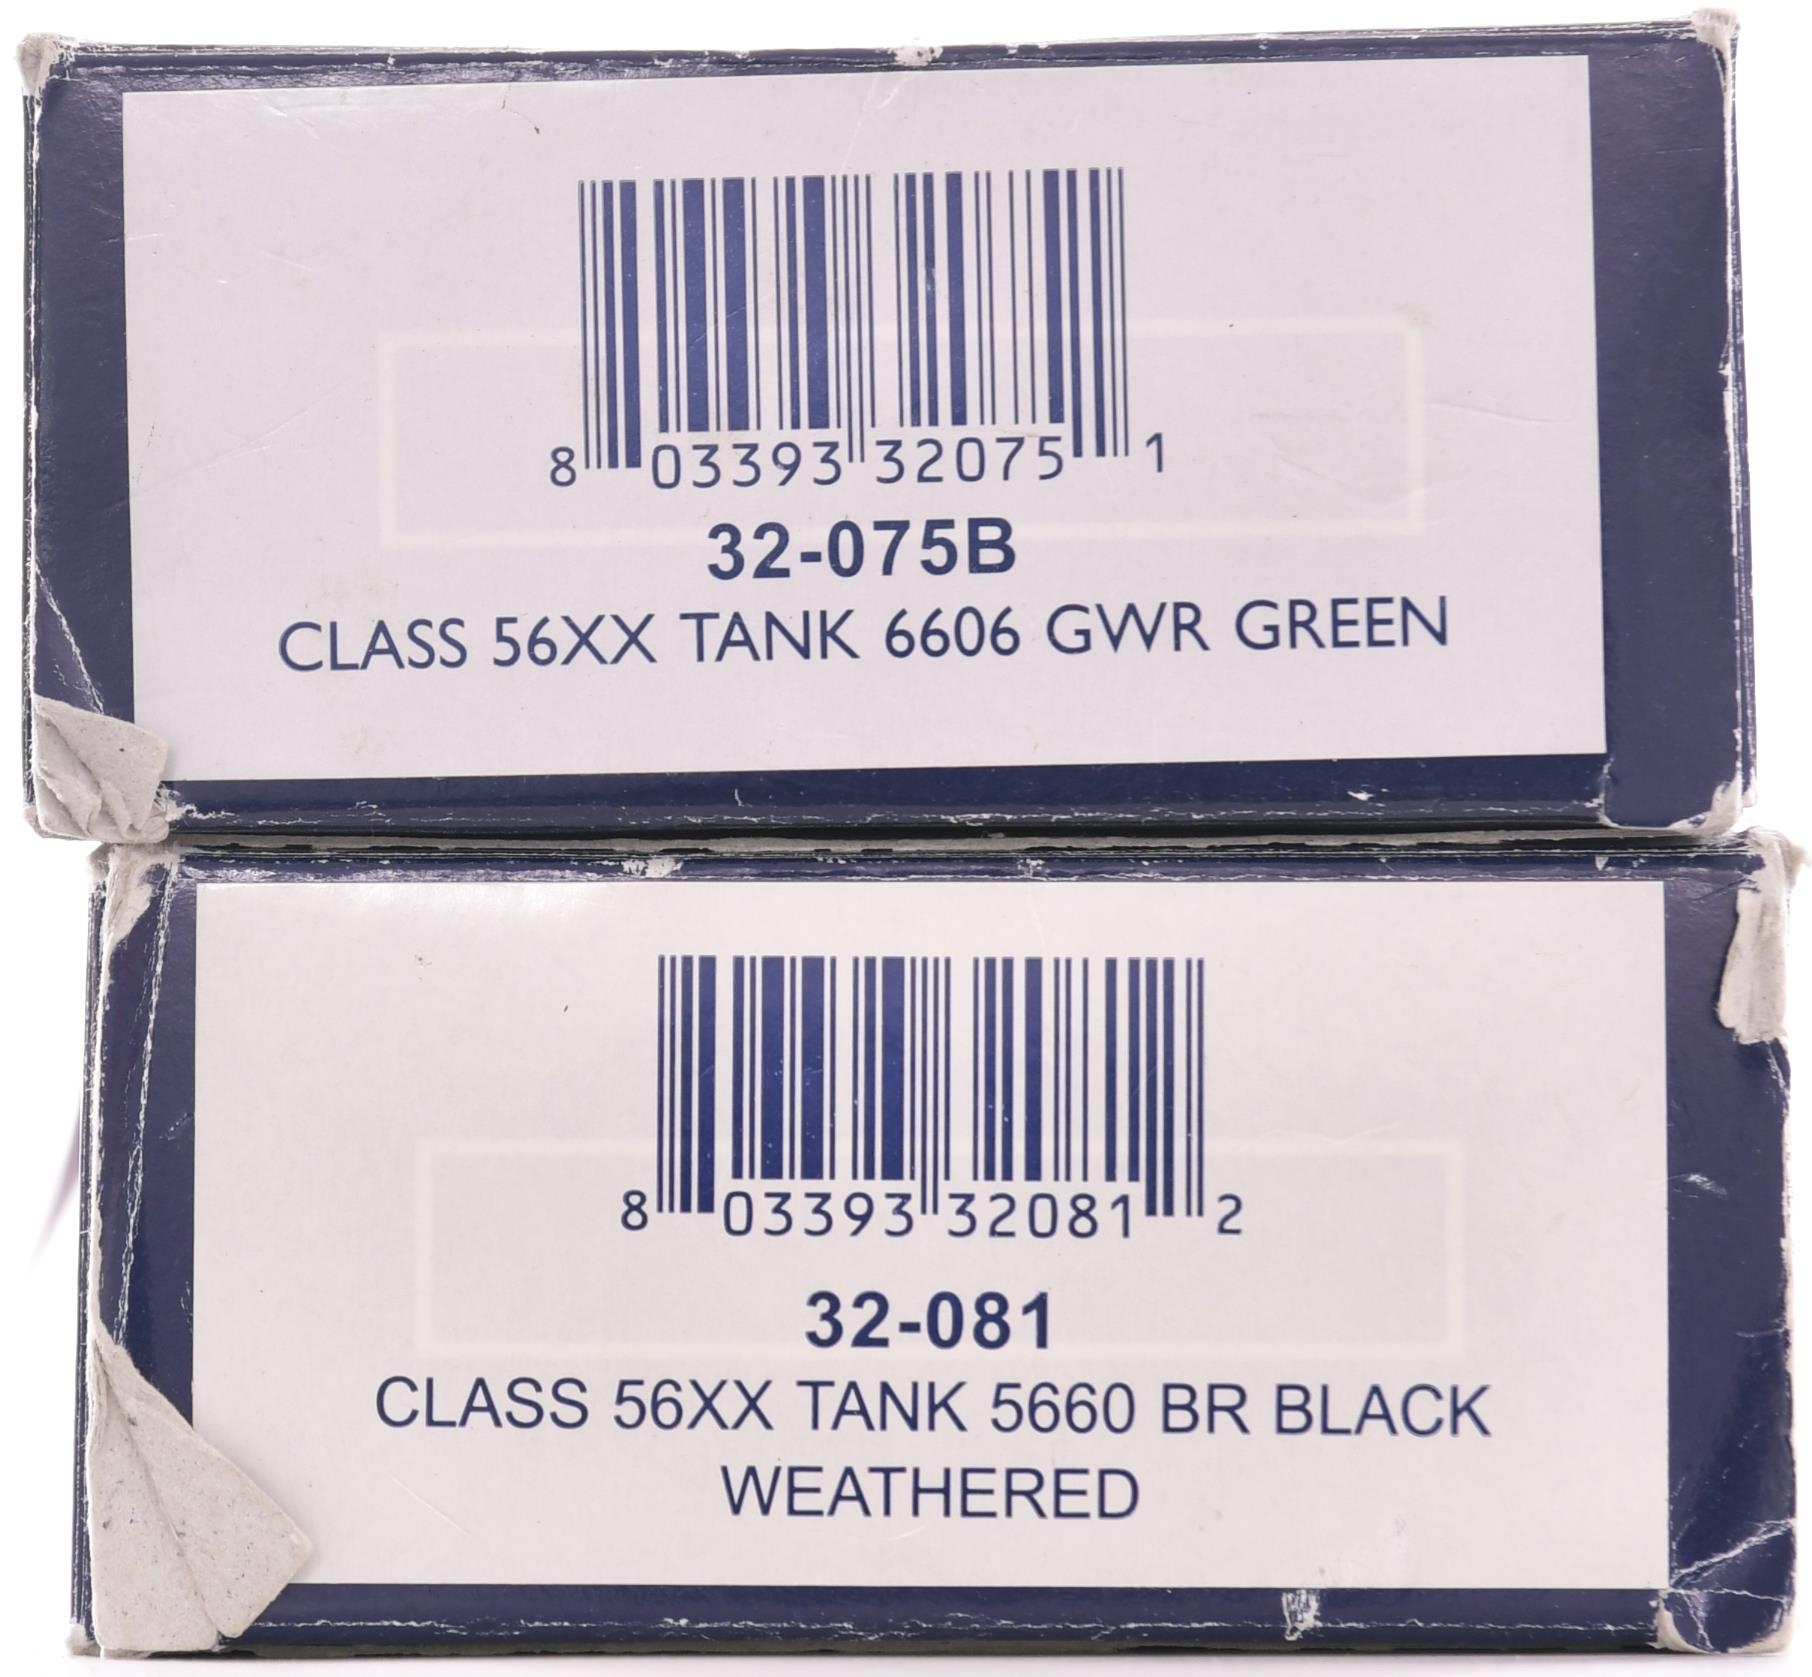 8 03393 32075 1
32-075B
CLASS 56XX TANK 6606 GWR GREEN
8 03393 32081 2
32-081
CLASS 56XX TANK 5660 BR BLACK
WEATHERED